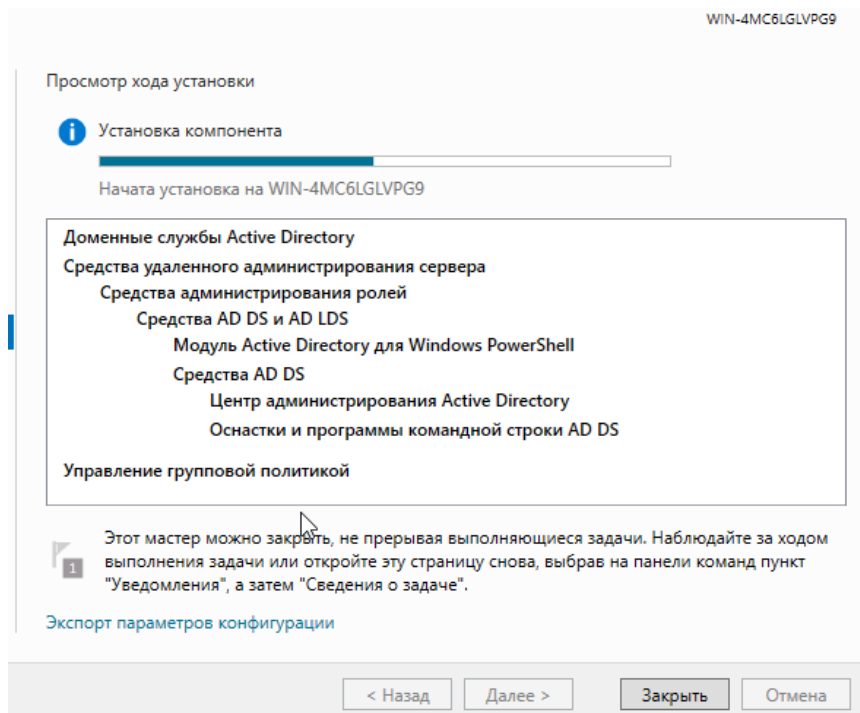 WIN-4MC6LGLVPG9
Просмотр хода установки
Установка компонента
Начата установка на WIN-4MC6LGLVPG9
Доменные службы Active Directory
Средства удаленного администрирования сервера
Средства администрирования ролей
Средства AD DS и AD LDS
Модуль Active Directory для Windows PowerShell
Средства AD DS
Центр администрирования Active Directory
Оснастки и программы командной строки AD DS
Управление групповой политикой
Этот мастер можно закрыть, не прерывая выполняющиеся задачи. Наблюдайте за ходом
1
выполнения задачи или откройте эту страницу снова, выбрав на панели команд пункт
"Уведомления", а затем "Сведения о задаче".
Экспорт параметров конфигурации
< Назад
Далее >
Закрыть
Отмена